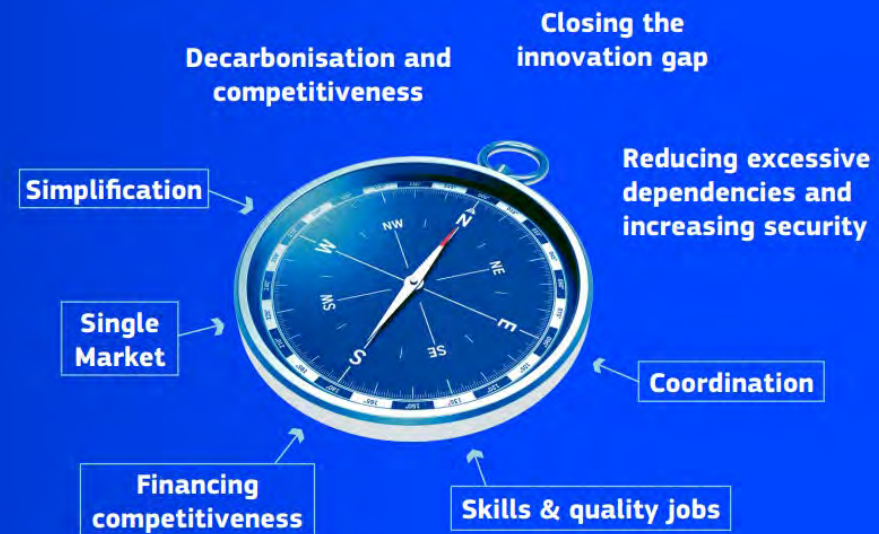 Closing the
innovation gap
Decarbonisation and
competitiveness
Reducing excessive
dependencies and
increasing security
Simplification
N
NW
W
NE
SW
E
SE
S
Single
Market
Coordination
Financing
competitiveness
Skills & quality jobs